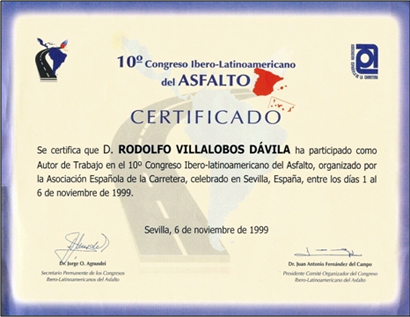 10º Congreso Ibero-Latinoamericano
del ASFALTO
CERTIFICADO
Se certifica que D. RODOLFO VILLALOBOS DÁVILA ha participado como
Autor de Trabajo en el 10º Congreso Ibero-latinoamericano del Asfalto, organizado por
la Asociación Española de la Carretera, celebrado en Sevilla, España, entre los días 1 al
6 de noviembre de 1999.
Sevilla, 6 de noviembre de 1999
Dr. Jorge O. Agnusdei
Secretario Permanente de los Congresos
Ibero-Latinoamericanos del Asfalto
Dr. Juan Antonio Fernández del Campo
Presidente Comité Organizador del Congreso
Ibero-Latinoamericano del Asfalto